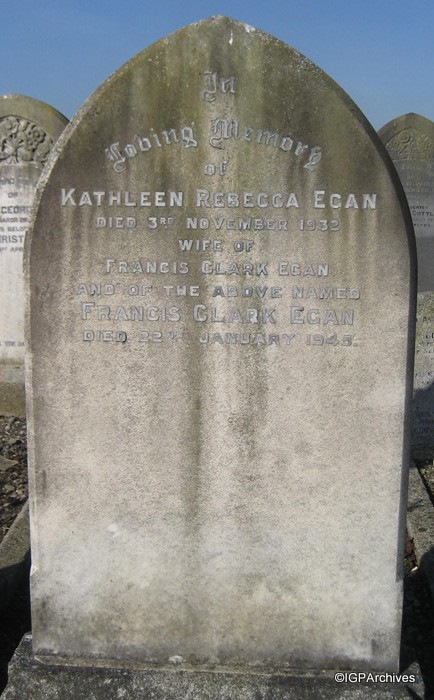 In
Loving Memory
of
KATHLEEN REBECCA EGAN
DIED 3RD NOVEMBER 1932
WIFE OF
FRANCIS CLARK EGAN.
AND OF THE ABOVE NAMED
FRANCIS CLARK EGAN
DIED 22ND JANUARY 1945.
©IGPArchives